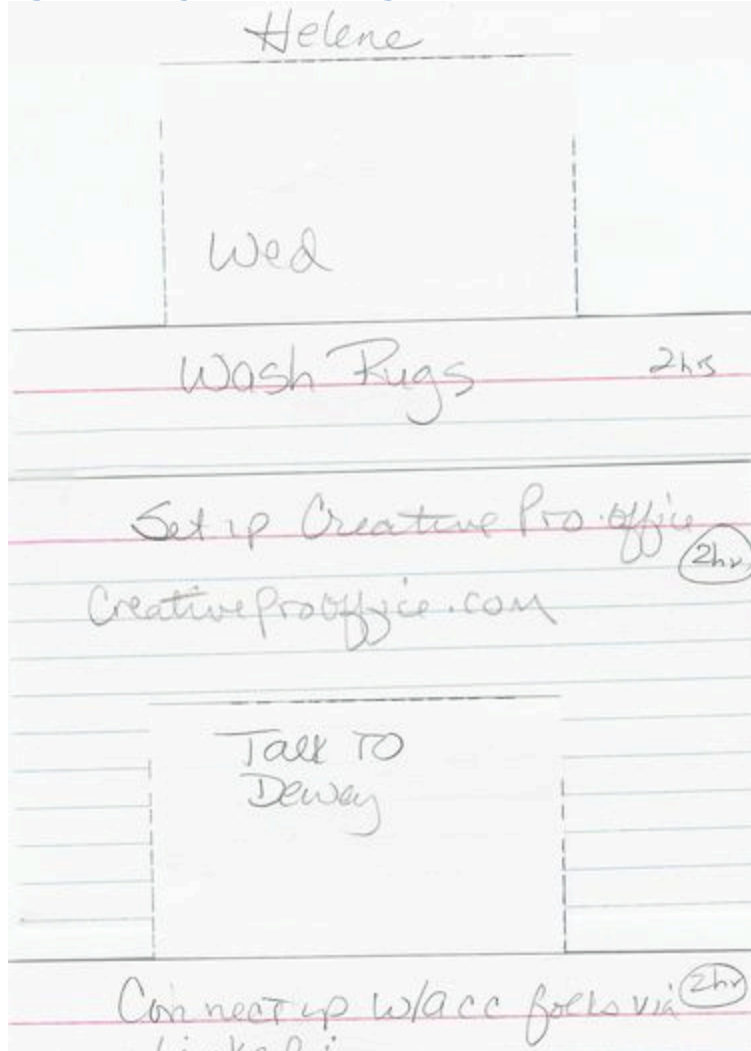 Helene
Wed
Wash Rugs 2hrs
Set up Creative Pro Office
2hr
CreativeProOffice.com
Talk TO
Dewey
Connect up w/acc folks via 2hr